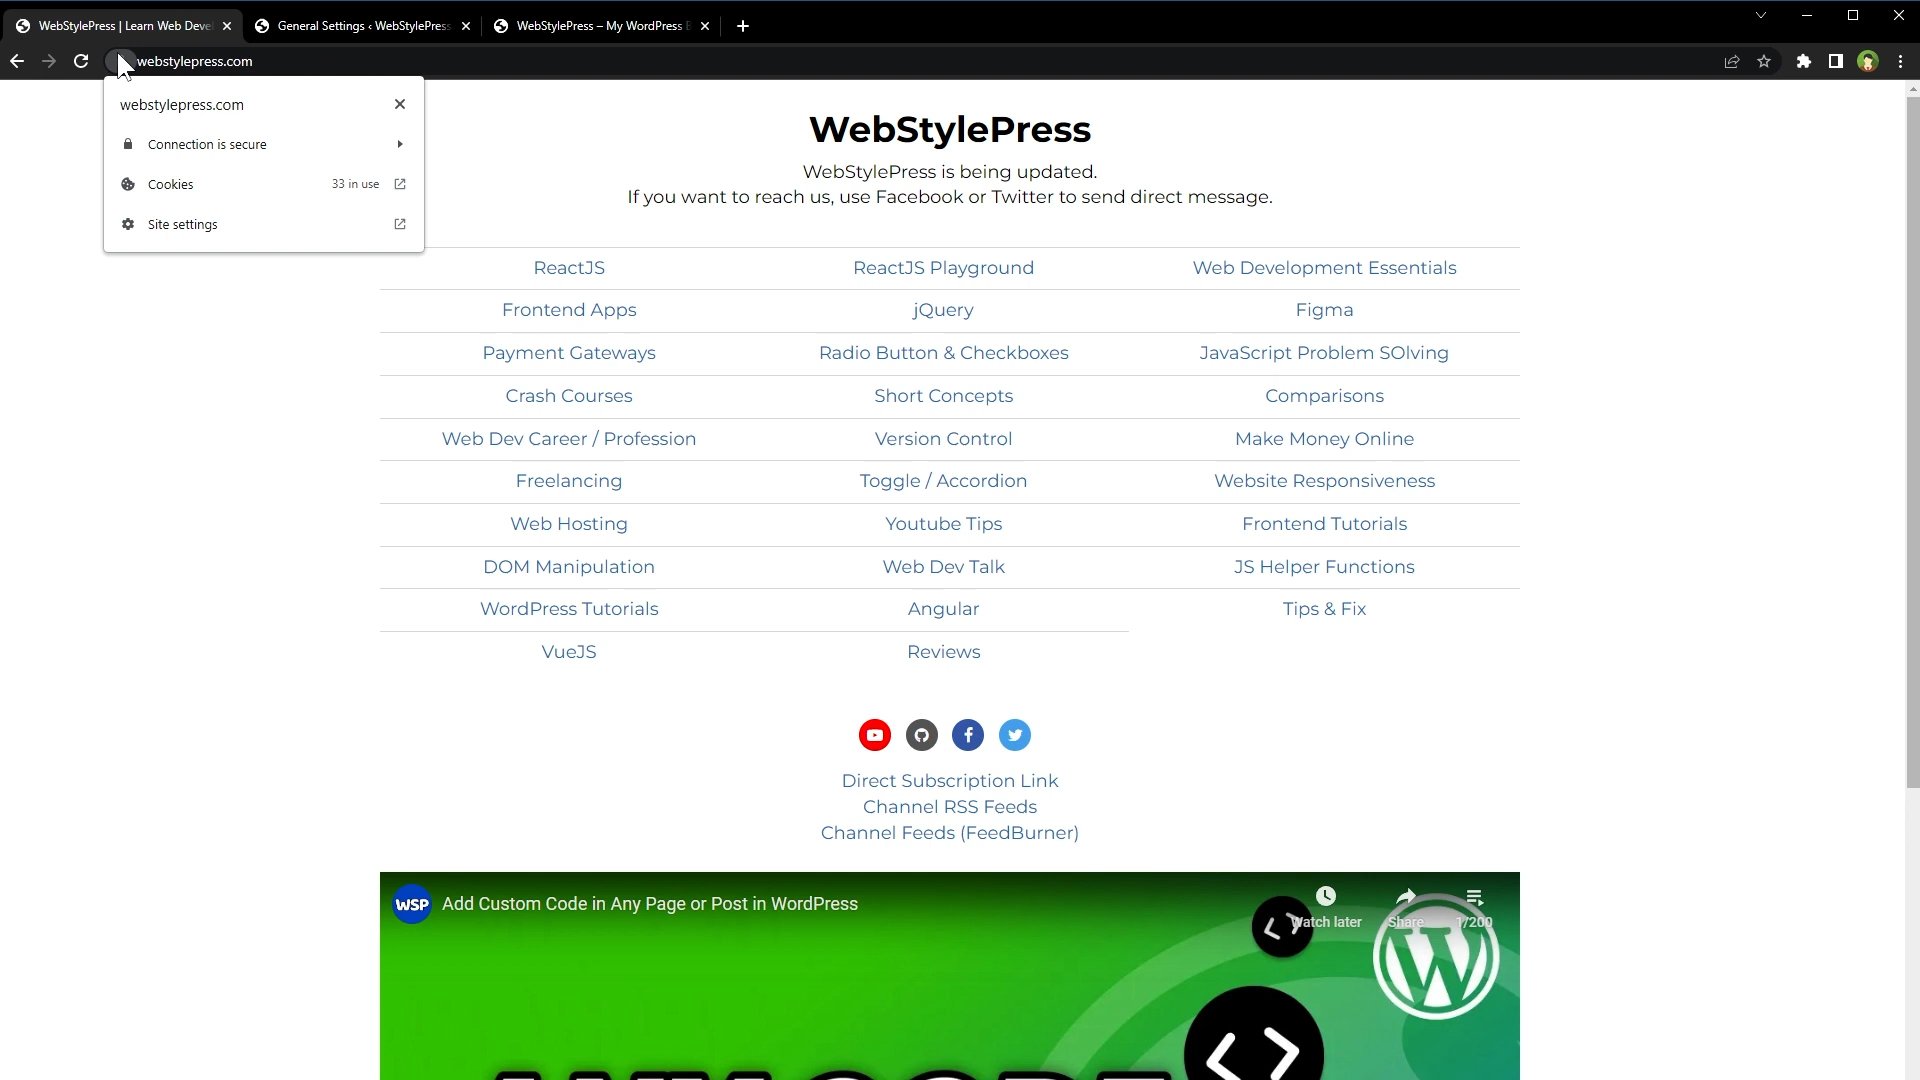 WebStylePress | Learn Web Deve
General Settings ‹ WebStylePress
WebStylePress – My WordPress B
webstylepress.com
webstylepress.com
Connection is secure
Cookies 33 in use
Site settings
WebStylePress
WebStylePress is being updated.
If you want to reach us, use Facebook or Twitter to send direct message.
ReactJS ReactJS Playground Web Development Essentials
Frontend Apps jQuery Figma
Payment Gateways Radio Button & Checkboxes JavaScript Problem SOlving
Crash Courses Short Concepts Comparisons
Web Dev Career / Profession Version Control Make Money Online
Freelancing Toggle / Accordion Website Responsiveness
Web Hosting Youtube Tips Frontend Tutorials
DOM Manipulation Web Dev Talk JS Helper Functions
WordPress Tutorials Angular Tips & Fix
VueJS Reviews
Direct Subscription Link
Channel RSS Feeds
Channel Feeds (FeedBurner)
WSP Add Custom Code in Any Page or Post in WordPress
Watch later Share 1/200